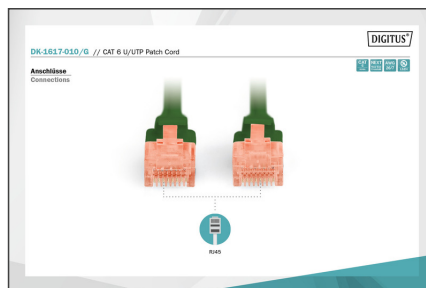 DIGITUS®
DK-1617-010/G // CAT 6 U/UTP Patch Cord
Anschlüsse
Connections
RJ45